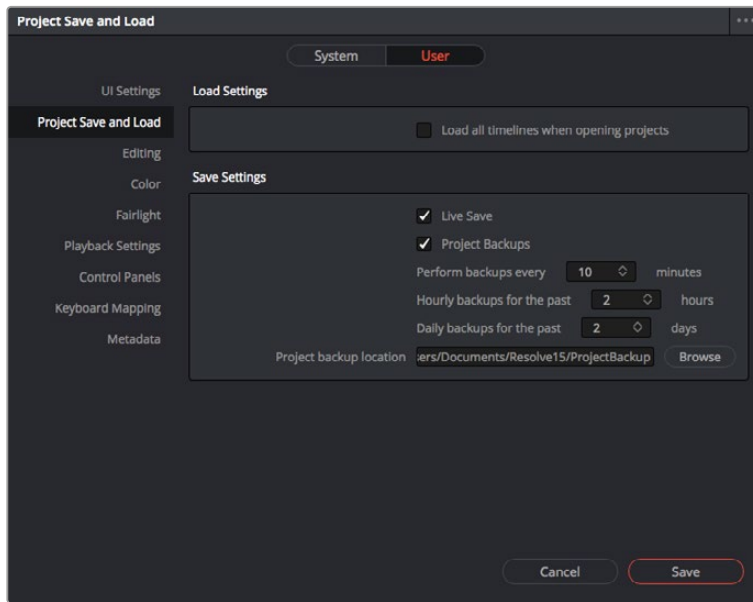 Project Save and Load
System User
UI Settings
Project Save and Load
Editing
Color
Fairlight
Playback Settings
Control Panels
Keyboard Mapping
Metadata
Load Settings
Load all timelines when opening projects
Save Settings
Live Save
Project Backups
Perform backups every 10 minutes
Hourly backups for the past 2 hours
Daily backups for the past 2 days
Project backup location ers/Documents/Resolve15/ProjectBackup Browse
Cancel Save